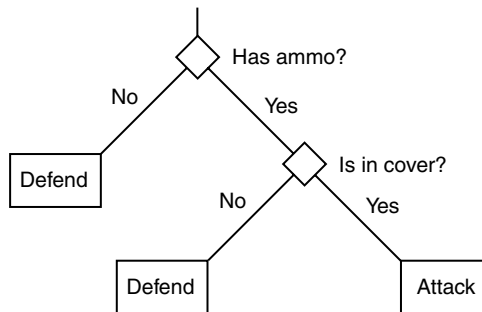 Has ammo?
No
Yes
Defend
Is in cover?
No
Yes
Defend
Attack